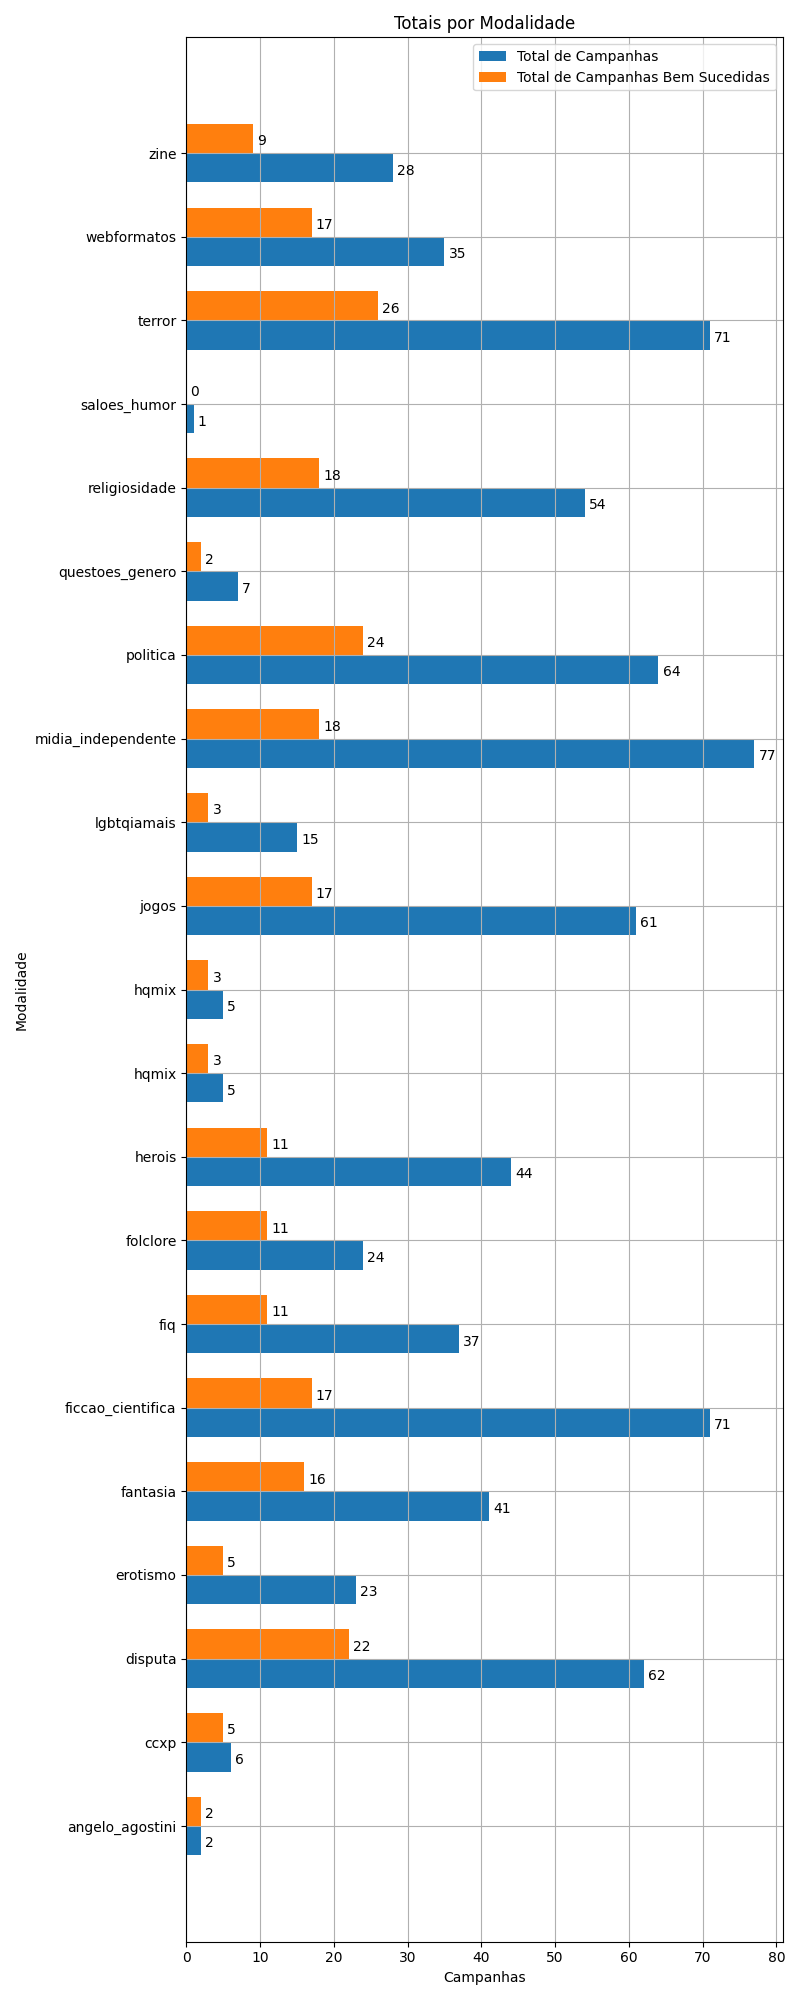 Totais por Modalidade
Total de Campanhas
Total de Campanhas Bem Sucedidas
zine
9
28
webformatos
17
35
terror
26
71
saloes_humor
0
1
religiosidade
18
54
questoes_genero
2
7
politica
24
64
midia_independente
18
77
lgbtqiamais
3
15
jogos
17
61
hqmix
3
5
hqmix
3
5
herois
11
44
folclore
11
24
fiq
11
37
ficcao_cientifica
17
71
fantasia
16
41
erotismo
5
23
disputa
22
62
ccxp
5
6
angelo_agostini
2
2
Modalidade
0 10 20 30 40 50 60 70 80
Campanhas